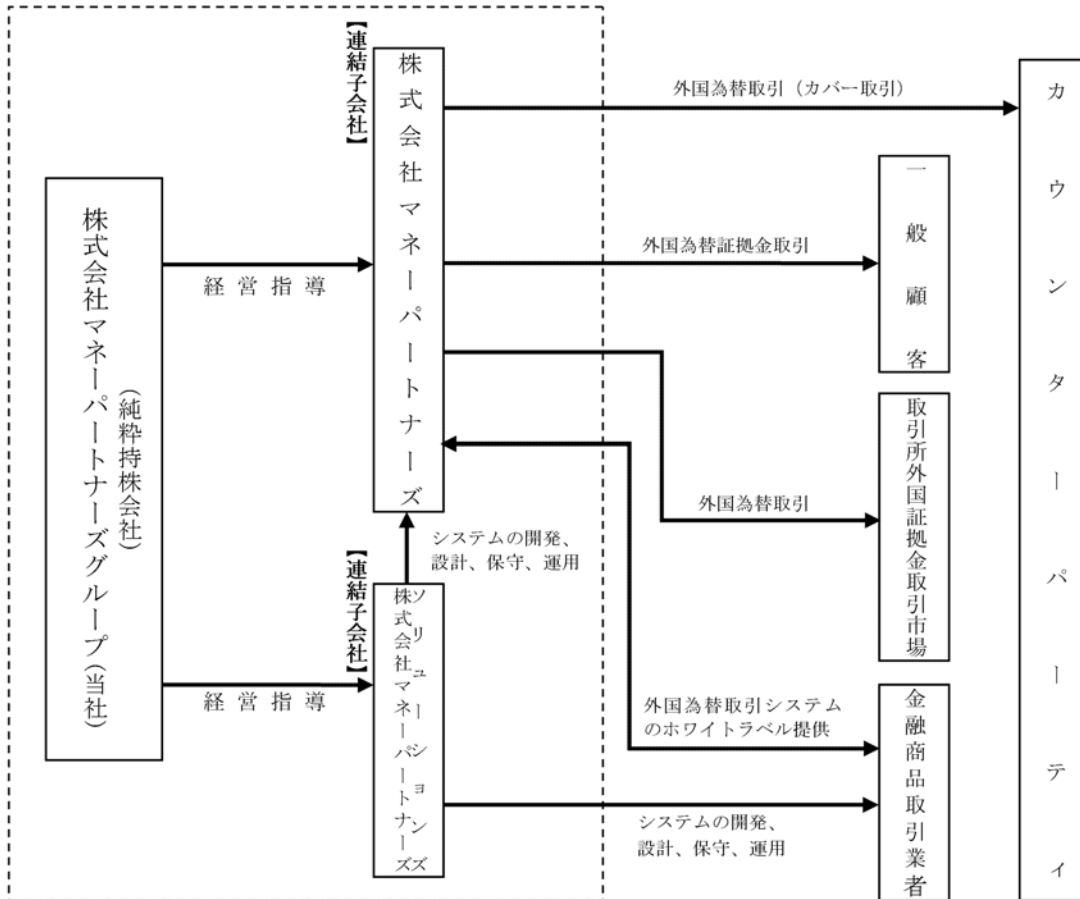 株式会社マネーパートナーズグループ(当社)
(純粋持株会社)
経営指導
経営指導
【連結子会社】
株式会社マネーパートナーズ
【連結子会社】
株式会社マネーパートナーズ
ソリューションズ
システムの開発、
設計、保守、運用
外国為替取引(カバー取引)
外国為替証拠金取引
外国為替取引
外国為替取引システム
のホワイトラベル提供
システムの開発、
設計、保守、運用
一般顧客
取引所外国証拠金取引市場
金融商品取引業者
カウンターパーティ